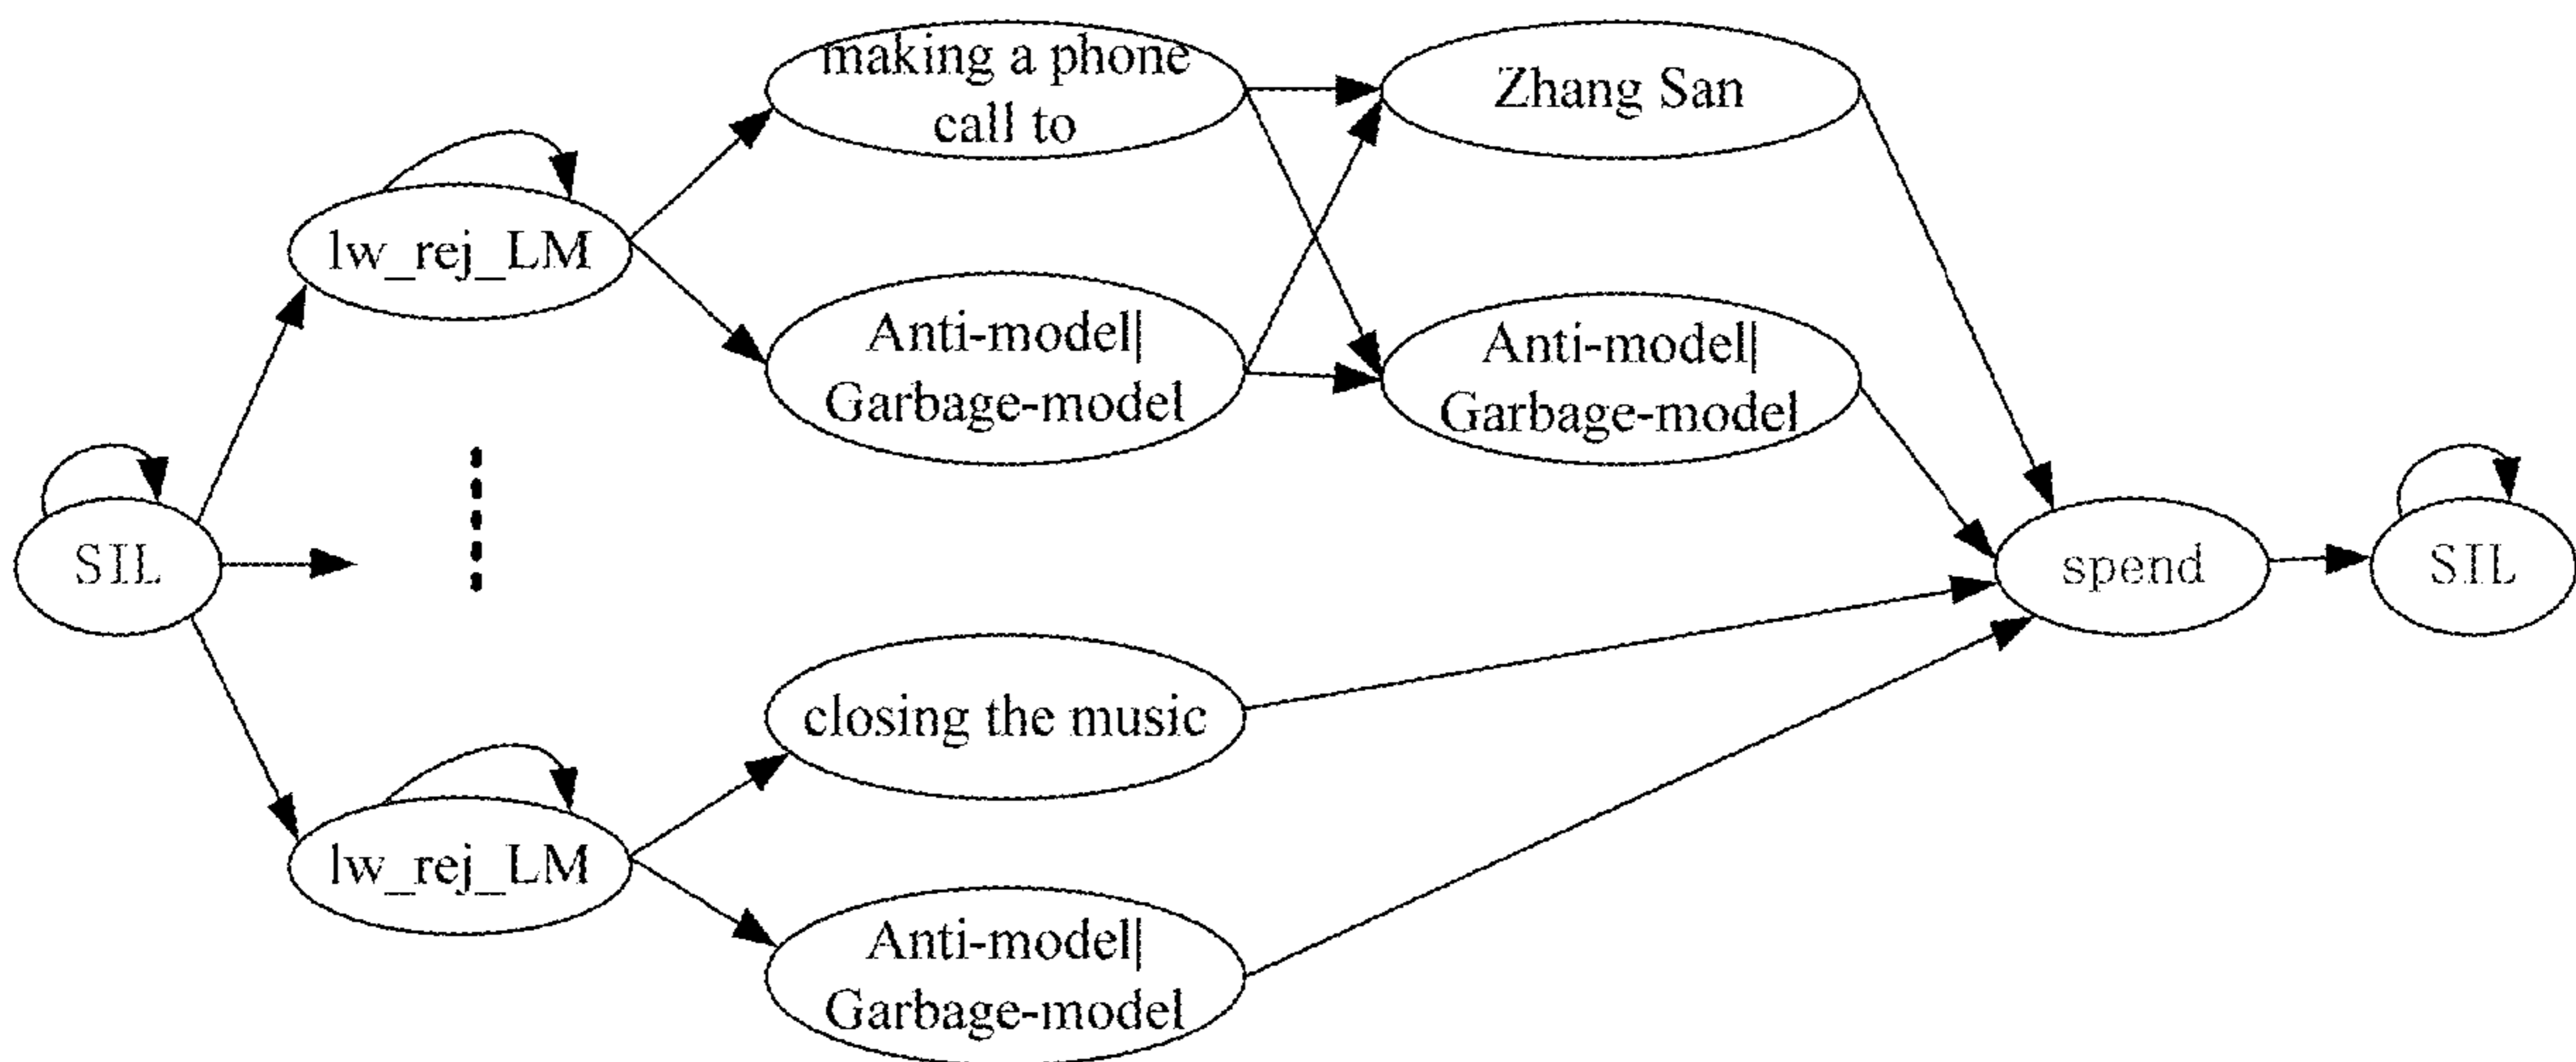 making a phone
call to
Zhang San
lw_rej_LM
Anti-model|
Garbage-model
Anti-model|
Garbage-model
SIL
spend
SIL
closing the music
lw_rej_LM
Anti-model|
Garbage-model